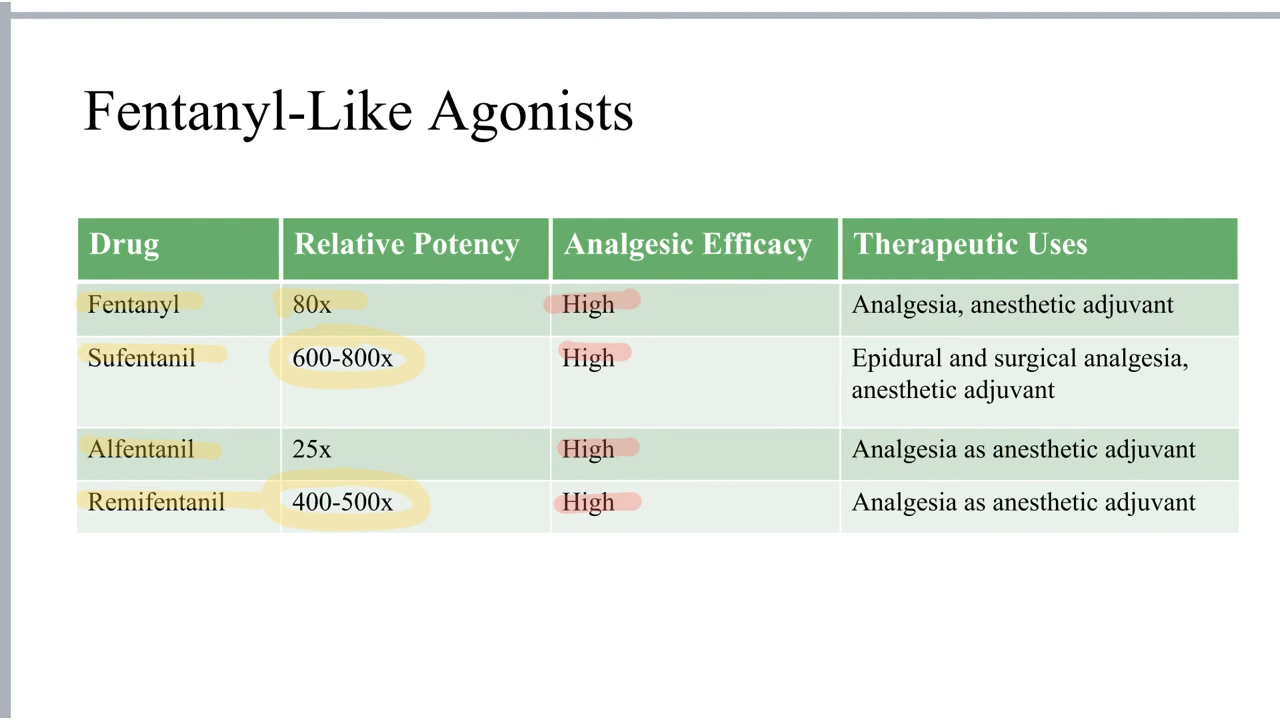 Fentanyl-Like Agonists
Drug Relative Potency Analgesic Efficacy Therapeutic Uses
Fentanyl 80x High Analgesia, anesthetic adjuvant
Sufentanil 600-800x High Epidural and surgical analgesia,
anesthetic adjuvant
Alfentanil 25x High Analgesia as anesthetic adjuvant
Remifentanil 400-500x High Analgesia as anesthetic adjuvant